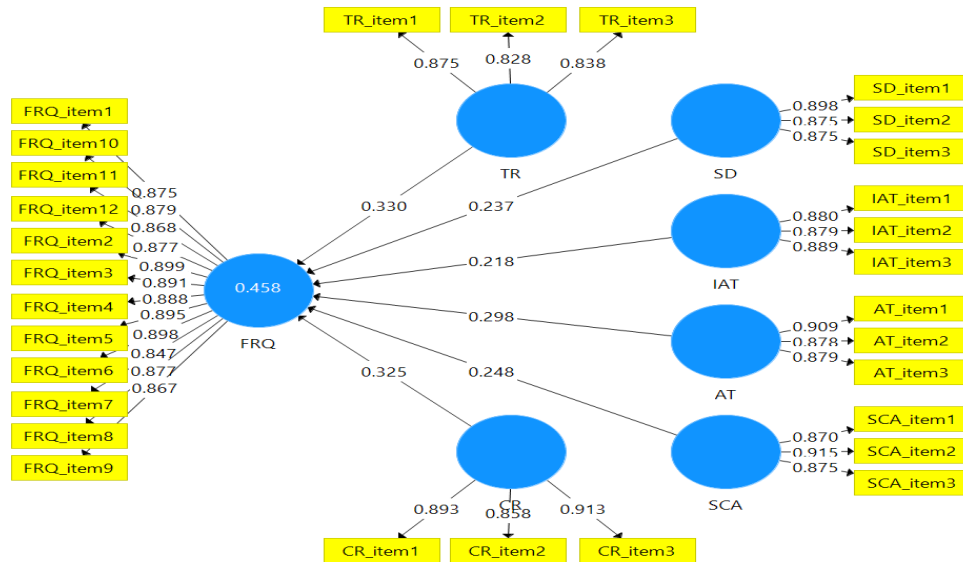 TR_item1 TR_item2 TR_item3
0.875 0.828 0.838
TR
FRQ_item1
FRQ_item10
FRQ_item11
FRQ_item12
FRQ_item2
FRQ_item3
FRQ_item4
FRQ_item5
FRQ_item6
FRQ_item7
FRQ_item8
FRQ_item9
0.875
0.879
0.868
0.877
0.899
0.891
0.888
0.895
0.898
0.847
0.877
0.867
0.458
FRQ
0.330
0.237
0.218
0.298
0.248
0.325
SD
0.898 SD_item1
0.875 SD_item2
0.875 SD_item3
IAT
0.880 IAT_item1
0.879 IAT_item2
0.889 IAT_item3
AT
0.909 AT_item1
0.878 AT_item2
0.879 AT_item3
SCA
0.870 SCA_item1
0.915 SCA_item2
0.875 SCA_item3
CR
0.893 0.858 0.913
CR_item1 CR_item2 CR_item3